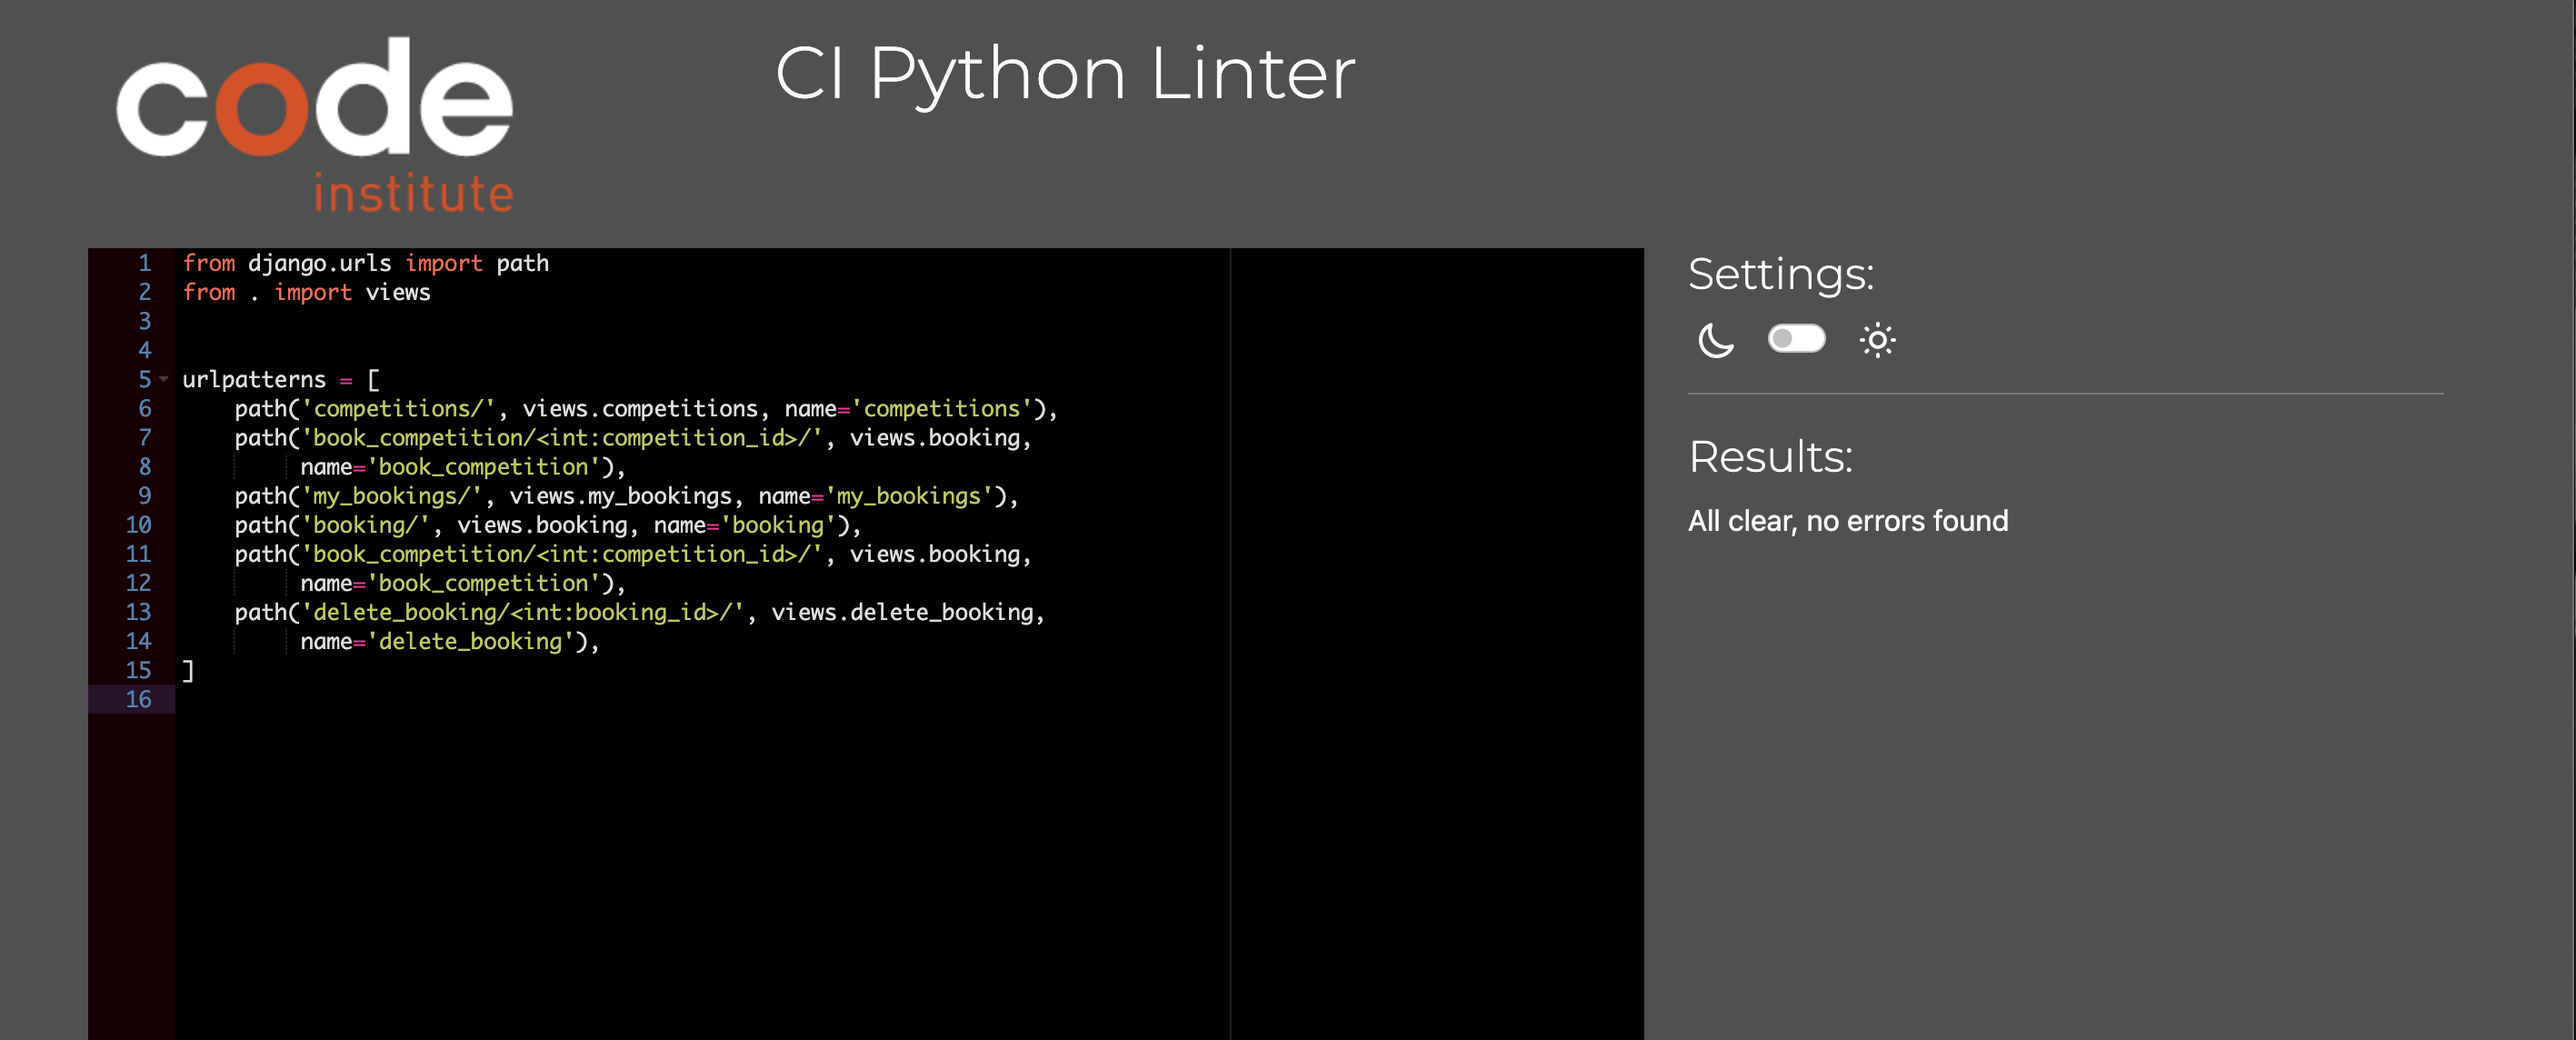 code
institute
CI Python Linter
1 from django.urls import path
2 from . import views
3
4
5 urlpatterns = [
6     path('competitions/', views.competitions, name='competitions'),
7     path('book_competition/<int:competition_id>/', views.booking,
8          name='book_competition'),
9     path('my_bookings/', views.my_bookings, name='my_bookings'),
10     path('booking/', views.booking, name='booking'),
11     path('book_competition/<int:competition_id>/', views.booking,
12          name='book_competition'),
13     path('delete_booking/<int:booking_id>/', views.delete_booking,
14          name='delete_booking'),
15 ]
16
Settings:
Results:
All clear, no errors found